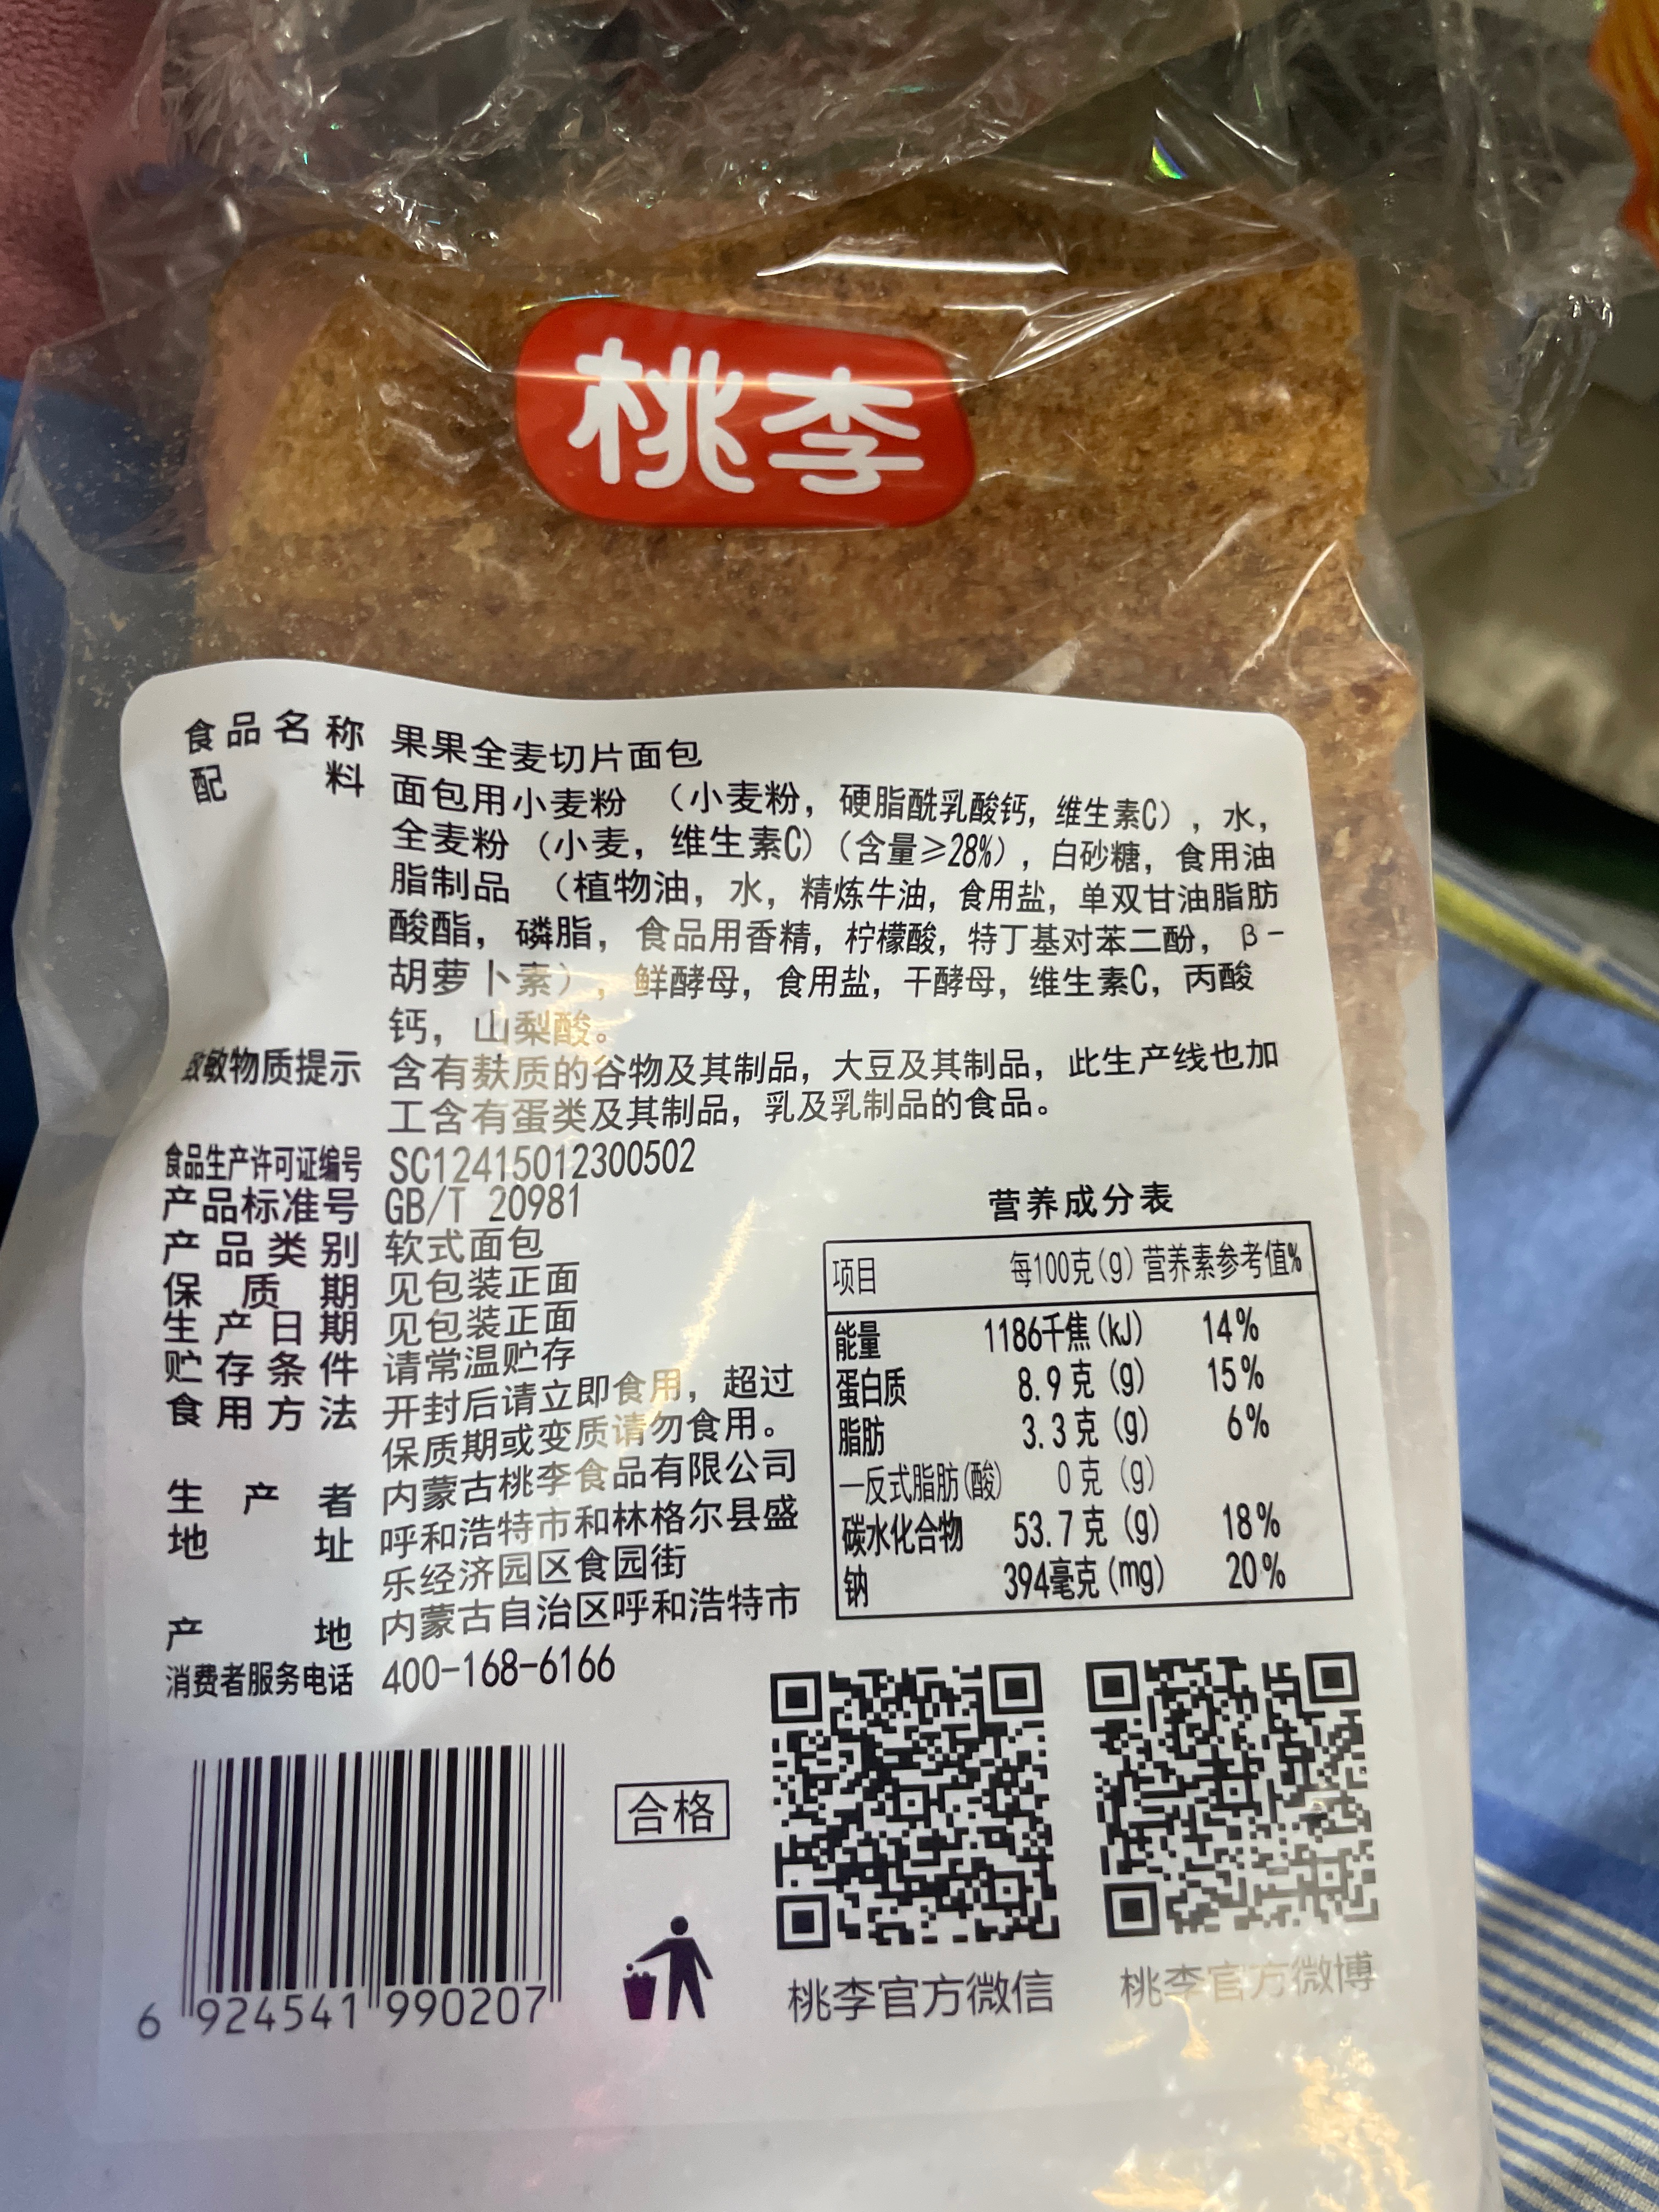 桃李
食品名称 果果全麦切片面包
配料 面包用小麦粉（小麦粉，硬脂酰乳酸钙，维生素C），水，
全麦粉（小麦，维生素C）（含量≥28%），白砂糖，食用油
脂制品（植物油，水，精炼牛油，食用盐，单双甘油脂肪
酸酯，磷脂，食品用香精，柠檬酸，特丁基对苯二酚，β-
胡萝卜素），鲜酵母，食用盐，干酵母，维生素C，丙酸
钙，山梨酸。
致敏物质提示 含有麸质的谷物及其制品，大豆及其制品，此生产线也加
工含有蛋类及其制品，乳及乳制品的食品。
食品生产许可证编号 SC12415012300502
产品标准号 GB/T 20981
产品类别 软式面包
保质期 见包装正面
生产日期 见包装正面
贮存条件 请常温贮存
食用方法 开封后请立即食用，超过
保质期或变质请勿食用。
生产者 内蒙古桃李食品有限公司
地址 呼和浩特市和林格尔县盛
乐经济园区食园街
产地 内蒙古自治区呼和浩特市
消费者服务电话 400-168-6166
营养成分表
项目 每100克(g) 营养素参考值%
能量 1186千焦(kJ) 14%
蛋白质 8.9克(g) 15%
脂肪 3.3克(g) 6%
—反式脂肪(酸) 0克(g)
碳水化合物 53.7克(g) 18%
钠 394毫克(mg) 20%
合格
6 924541 990207
桃李官方微信
桃李官方微博